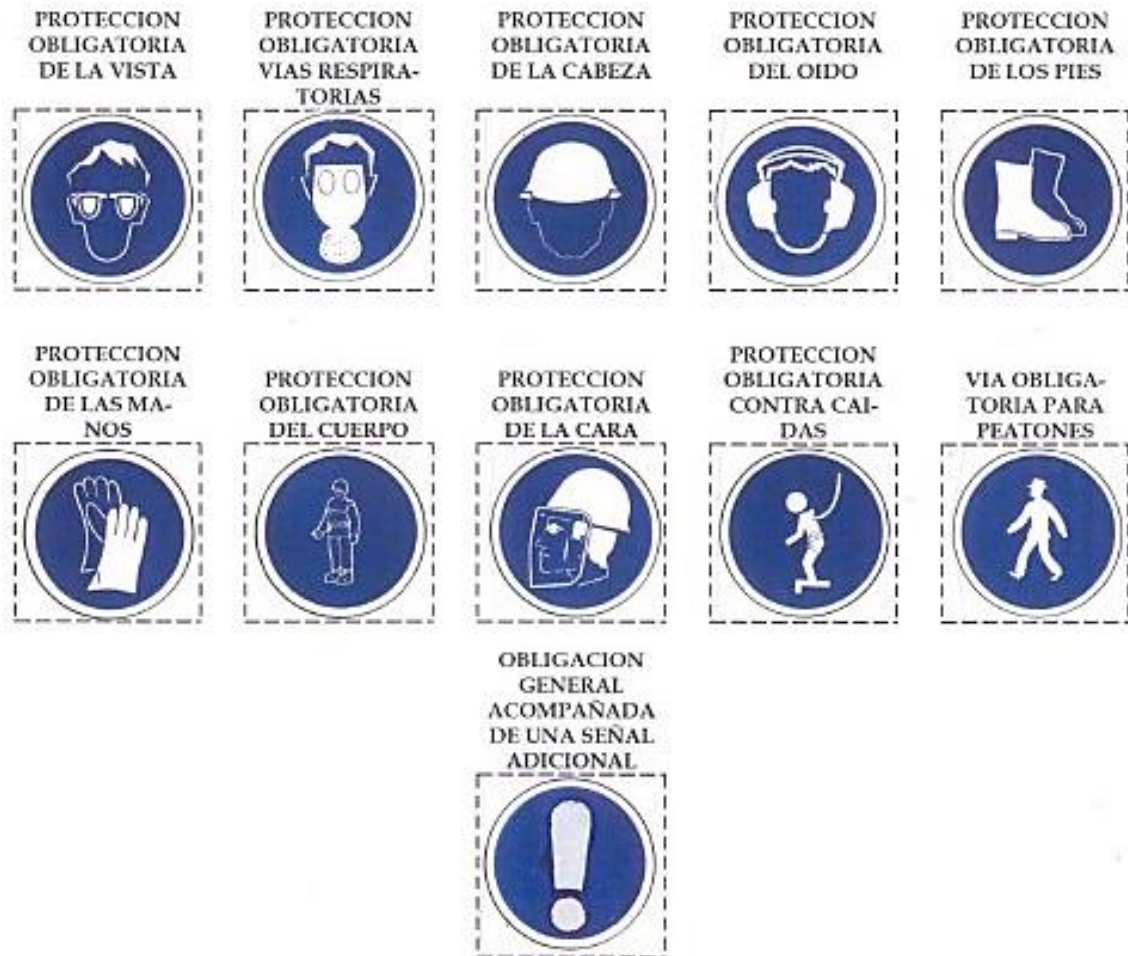 PROTECCION
OBLIGATORIA
DE LA VISTA
PROTECCION
OBLIGATORIA
VIAS RESPIRA-
TORIAS
PROTECCION
OBLIGATORIA
DE LA CABEZA
PROTECCION
OBLIGATORIA
DEL OIDO
PROTECCION
OBLIGATORIA
DE LOS PIES
PROTECCION
OBLIGATORIA
DE LAS MA-
NOS
PROTECCION
OBLIGATORIA
DEL CUERPO
PROTECCION
OBLIGATORIA
DE LA CARA
PROTECCION
OBLIGATORIA
CONTRA CAI-
DAS
VIA OBLIGA-
TORIA PARA
PEATONES
OBLIGACION
GENERAL
ACOMPAÑADA
DE UNA SEÑAL
ADICIONAL